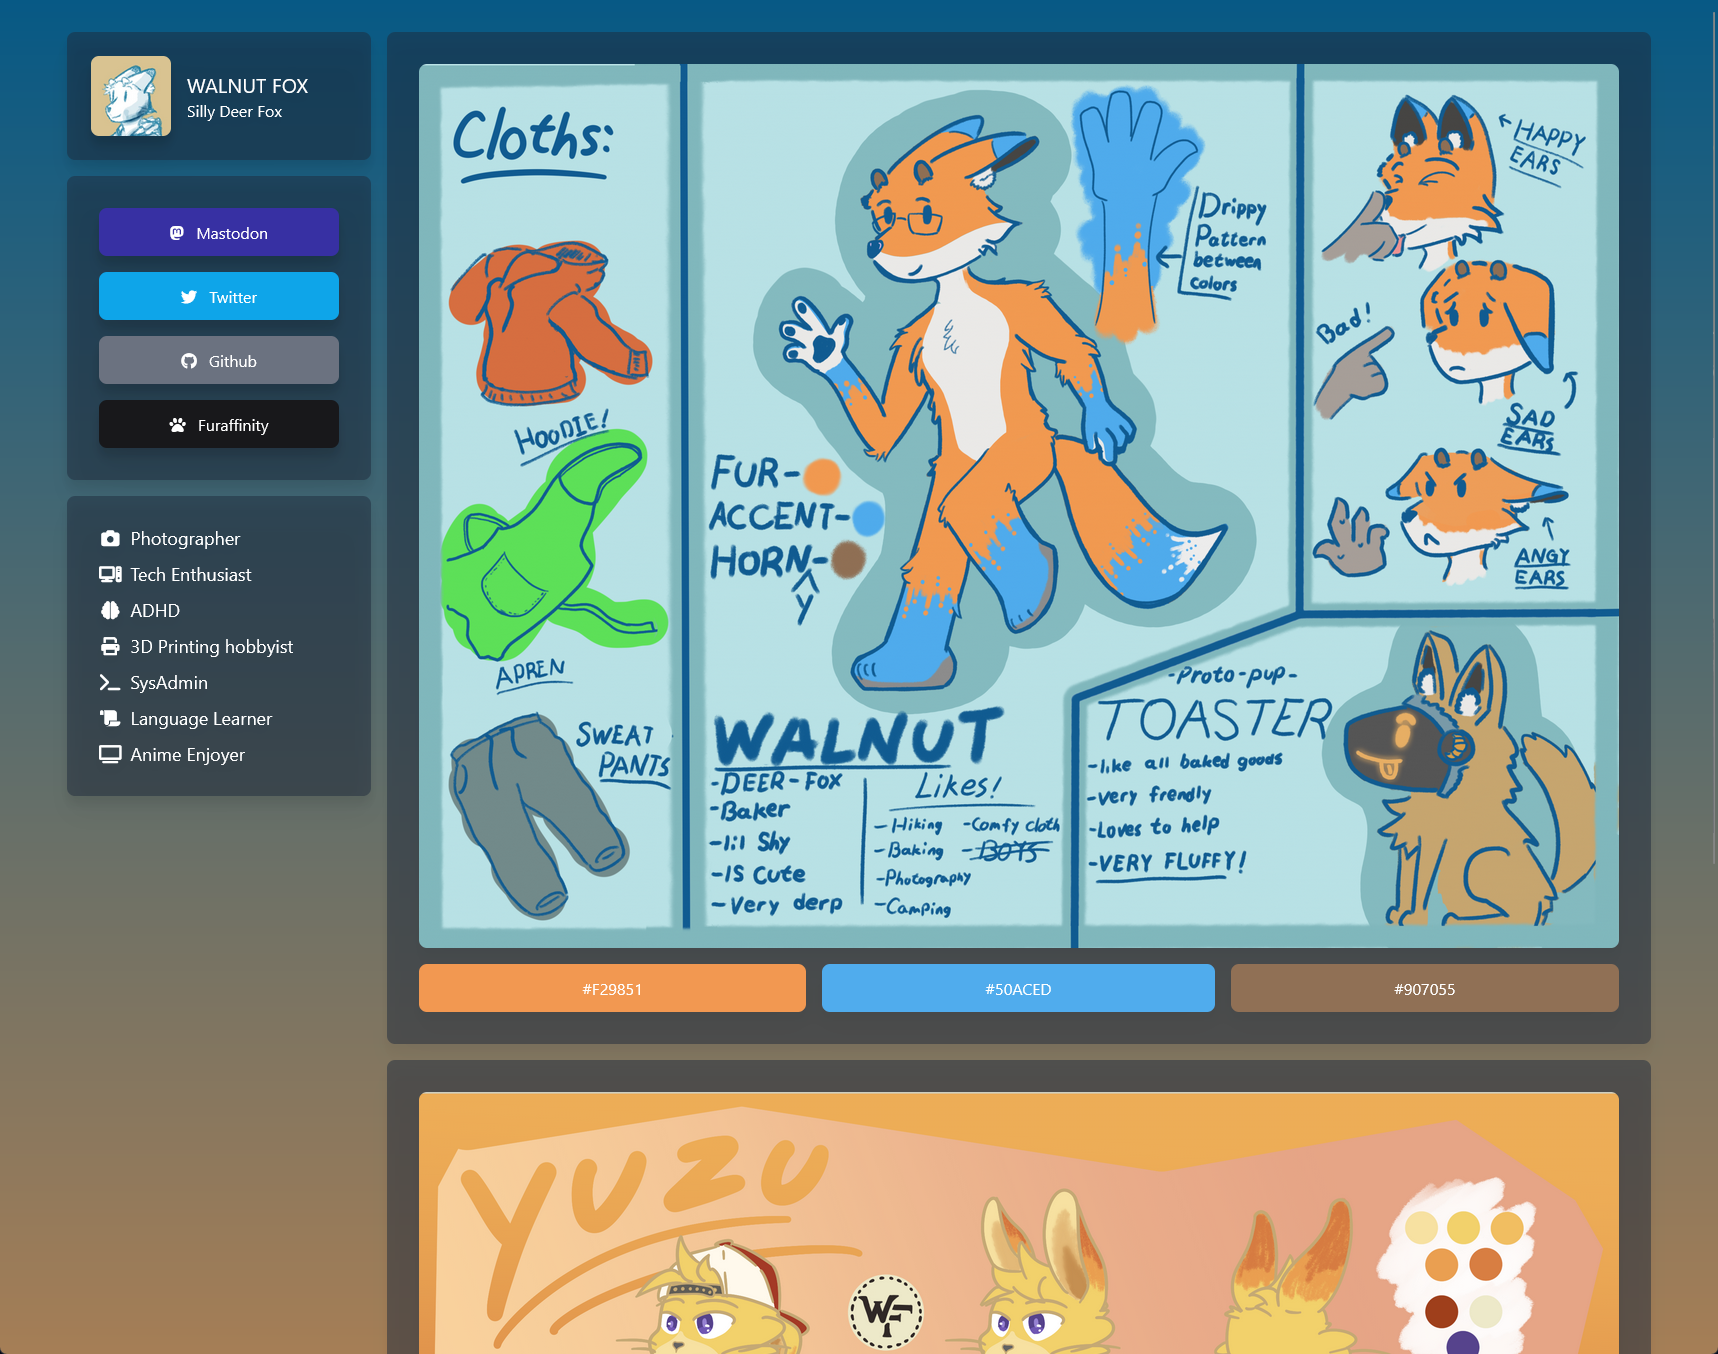 WALNUT FOX
Silly Deer Fox
Mastodon
Twitter
Github
Furaffinity
Photographer
Tech Enthusiast
ADHD
3D Printing hobbyist
SysAdmin
Language Learner
Anime Enjoyer
Cloths:
HOODIE!
APREN
SWEAT
PANTS
FUR-
ACCENT-
HORN-
^
Y
Drippy
Pattern
between
colors
WALNUT
-DEER-FOX
-Baker
-1:1 Shy
-IS Cute
-Very derp
Likes!
-Hiking
-Baking
-Photography
-Camping
-Comfy cloth
-BOYS
HAPPY
EARS
Bad!
SAD
EARS
ANGY
EARS
-Proto-pup-
TOASTER
-like all baked goods
-very frendly
-Loves to help
-VERY FLUFFY!
#F29851
#50ACED
#907055
YUZU
WF